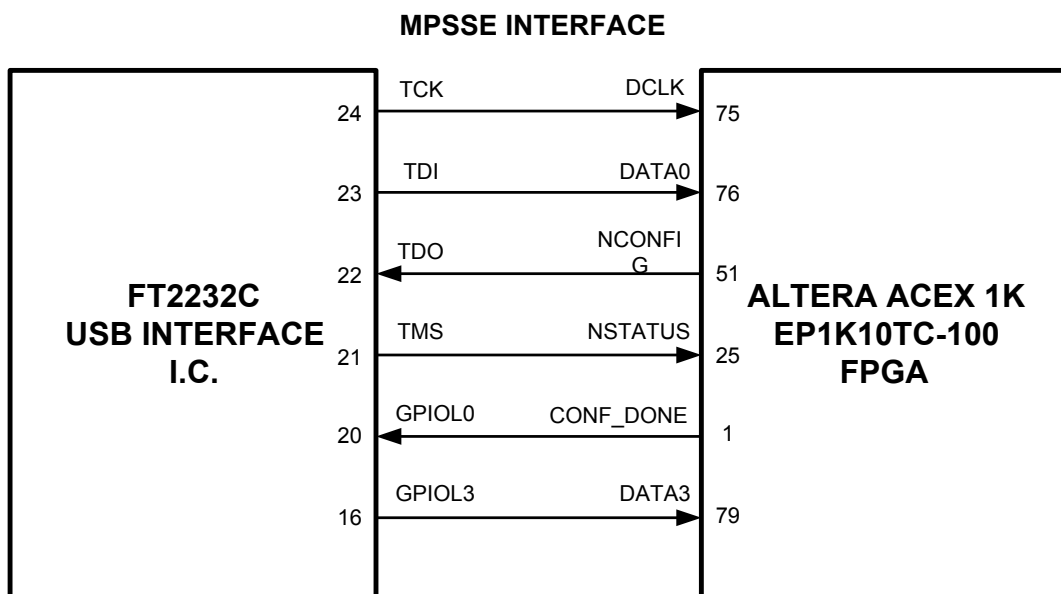 MPSSE INTERFACE
TCK DCLK
24 75
TDI DATA0
23 76
TDO NCONFI
G
22 51
FT2232C
USB INTERFACE
I.C.
ALTERA ACEX 1K
EP1K10TC-100
FPGA
TMS NSTATUS
21 25
GPIOL0 CONF_DONE
20 1
GPIOL3 DATA3
16 79